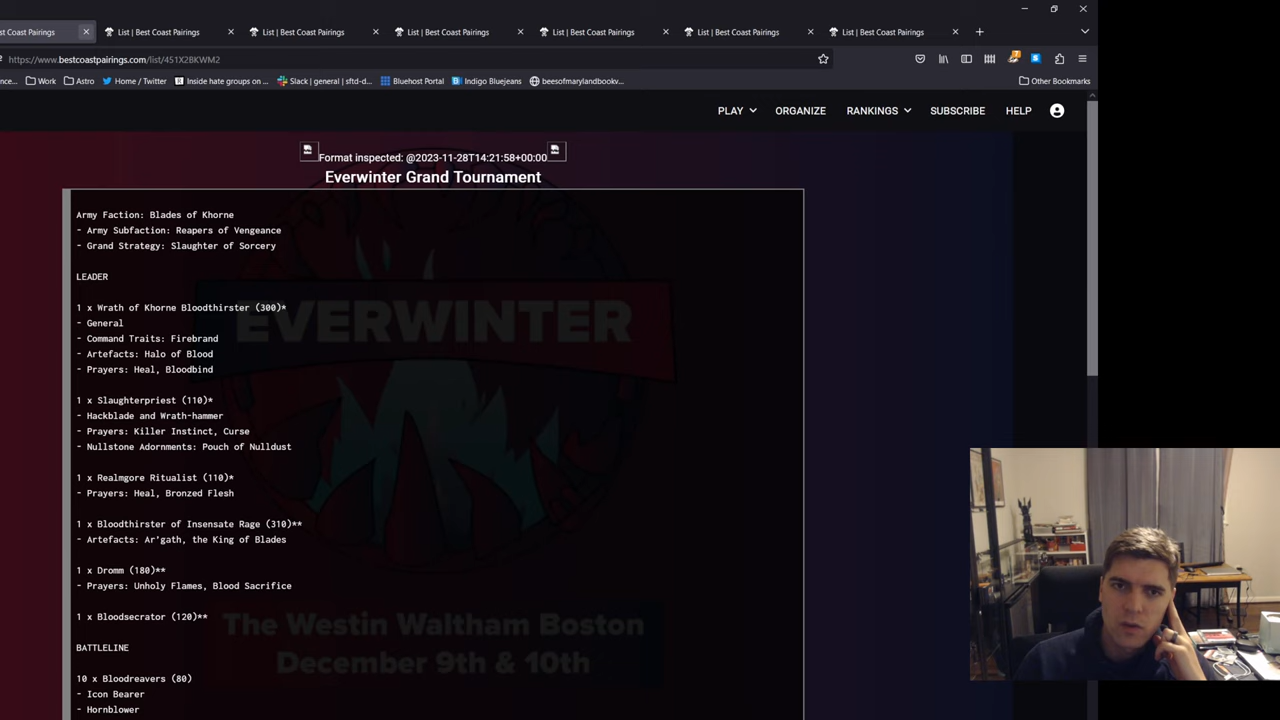 st Coast Pairings
List | Best Coast Pairings
List | Best Coast Pairings
List | Best Coast Pairings
List | Best Coast Pairings
List | Best Coast Pairings
List | Best Coast Pairings
https://www.bestcoastpairings.com/list/451X2BKWM2
nce...
Work
Astro
Home / Twitter
Inside hate groups on ...
Slack | general | sftd-d...
Bluehost Portal
Indigo Bluejeans
beesofmarylandbookv...
Other Bookmarks
PLAY
ORGANIZE
RANKINGS
SUBSCRIBE
HELP
Format inspected: @2023-11-28T14:21:58+00:00
Everwinter Grand Tournament
Army Faction: Blades of Khorne
- Army Subfaction: Reapers of Vengeance
- Grand Strategy: Slaughter of Sorcery
LEADER
1 x Wrath of Khorne Bloodthirster (300)*
- General
- Command Traits: Firebrand
- Artefacts: Halo of Blood
- Prayers: Heal, Bloodbind
1 x Slaughterpriest (110)*
- Hackblade and Wrath-hammer
- Prayers: Killer Instinct, Curse
- Nullstone Adornments: Pouch of Nulldust
1 x Realmgore Ritualist (110)*
- Prayers: Heal, Bronzed Flesh
1 x Bloodthirster of Insensate Rage (310)**
- Artefacts: Ar'gath, the King of Blades
1 x Dromm (180)**
- Prayers: Unholy Flames, Blood Sacrifice
1 x Bloodsecrator (120)**
BATTLELINE
10 x Bloodreavers (80)
- Icon Bearer
- Hornblower
EVERWINTER
The Westin Waltham Boston
December 9th & 10th